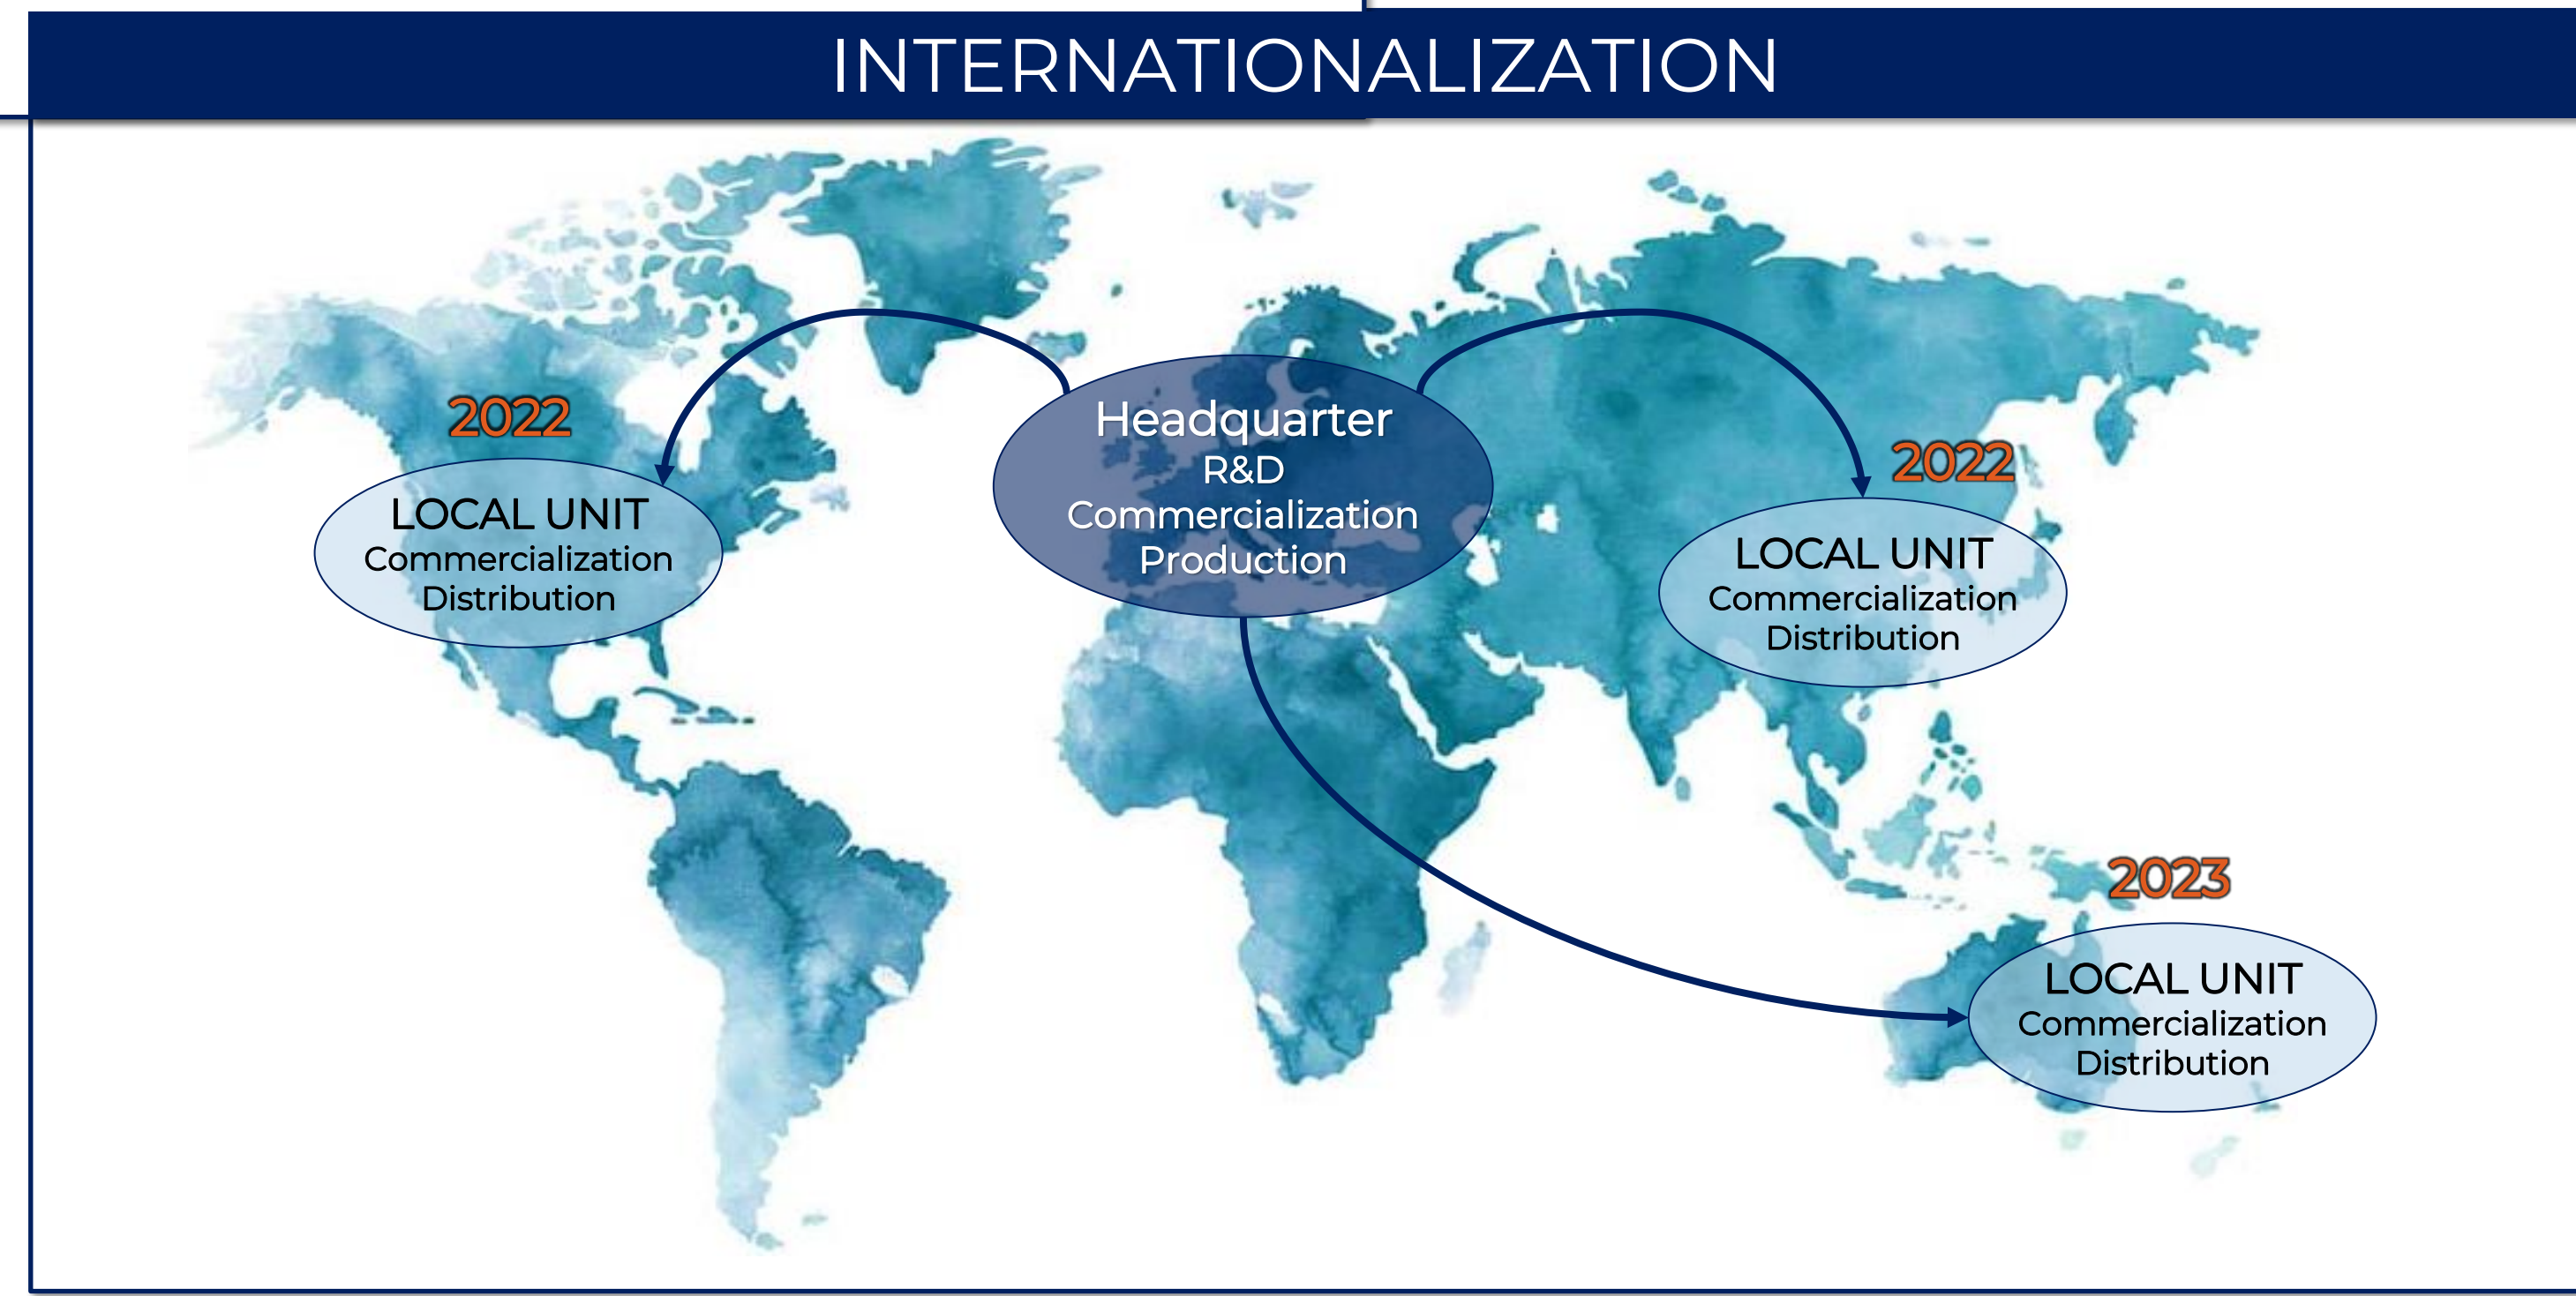 INTERNATIONALIZATION
2022
LOCAL UNIT
Commercialization
Distribution
Headquarter
R&D
Commercialization
Production
2022
LOCAL UNIT
Commercialization
Distribution
2023
LOCAL UNIT
Commercialization
Distribution